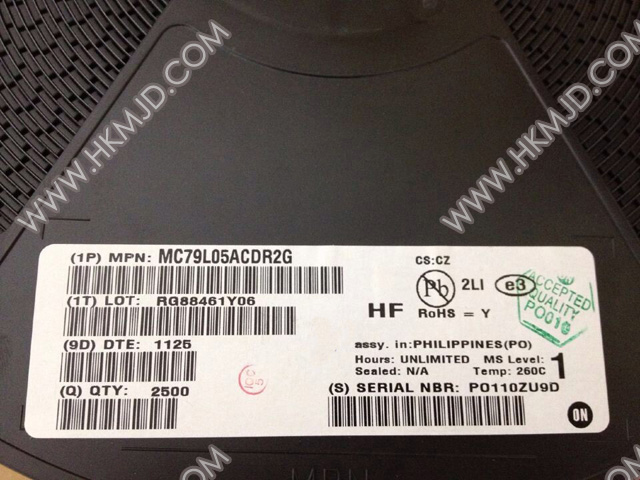 WWW.HKMJD.COM
WWW.HKMJD.COM
(1P) MPN: MC79L05ACDR2G
CS:CZ
(1T) LOT: RG88461Y06
Pb 2LI e3
HF RoHS = Y
ACCEPTED
QUALITY
(9D) DTE: 1125
assy. in:PHILIPPINES(PO)
Hours: UNLIMITED MS Level: 1
Sealed: N/A Temp: 260C
(Q) QTY: 2500
(S) SERIAL NBR: PO110ZU9D
ON